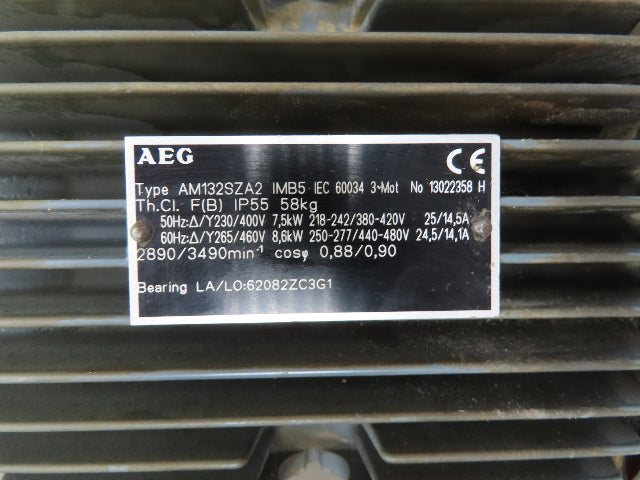 AEG CE
Type AM132SZA2 IMB5 IEC 60034 3~Mot No 13022358 H
Th.Cl. F(B) IP55 58kg
50Hz:Δ/Y230/400V 7,5kW 218-242/380-420V 25/14,5A
60Hz:Δ/Y265/460V 8,6kW 250-277/440-480V 24,5/14,1A
2890/3490min⁻¹ cosφ 0,88/0,90
Bearing LA/LO:62082ZC3G1